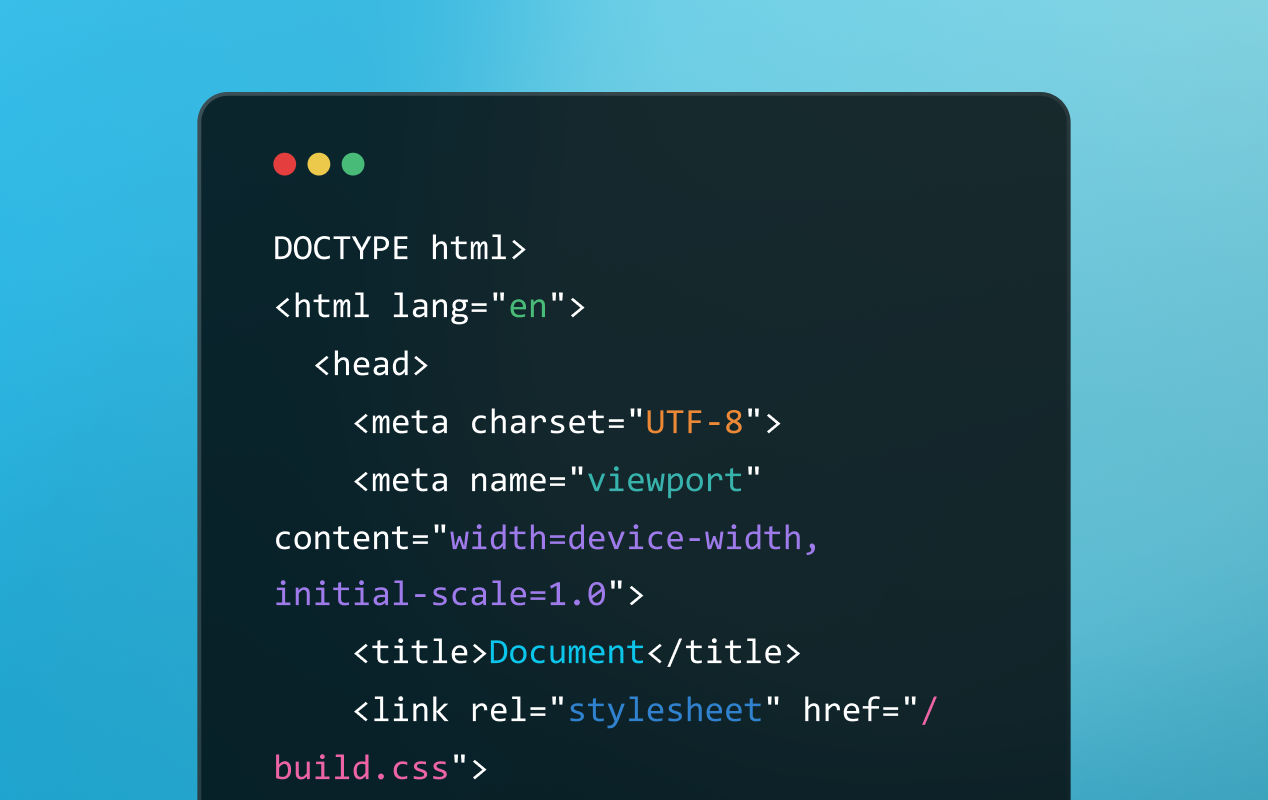 DOCTYPE html>
<html lang="en">
  <head>
    <meta charset="UTF-8">
    <meta name="viewport"
content="width=device-width,
initial-scale=1.0">
    <title>Document</title>
    <link rel="stylesheet" href="/
build.css">